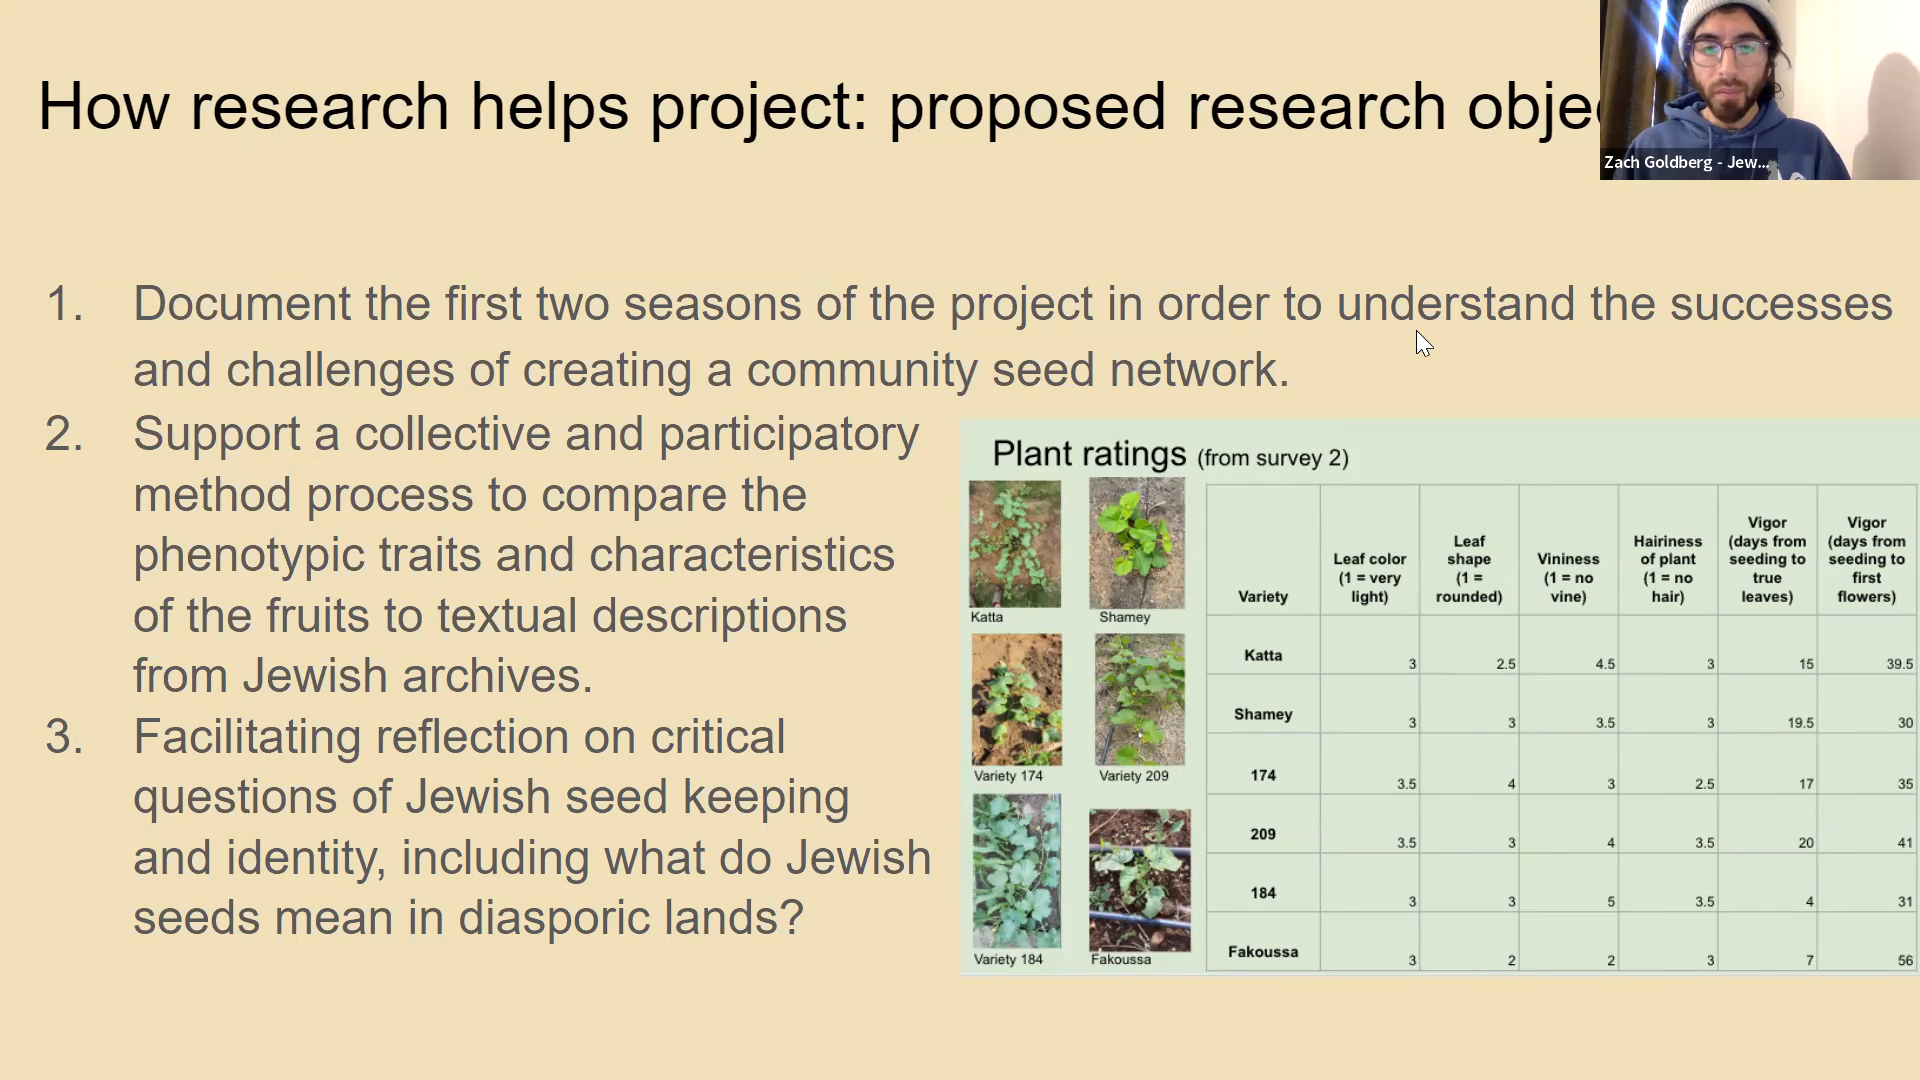 How research helps project: proposed research obje
Zach Goldberg - Jew...
1. Document the first two seasons of the project in order to understand the successes
and challenges of creating a community seed network.
2. Support a collective and participatory
method process to compare the
phenotypic traits and characteristics
of the fruits to textual descriptions
from Jewish archives.
3. Facilitating reflection on critical
questions of Jewish seed keeping
and identity, including what do Jewish
seeds mean in diasporic lands?
Plant ratings (from survey 2)
Katta
Shamey
Variety 174
Variety 209
Variety 184
Fakoussa
Variety
Leaf color
(1 = very
light)
Leaf
shape
(1 =
rounded)
Vininess
(1 = no
vine)
Hairiness
of plant
(1 = no
hair)
Vigor
(days from
seeding to
true
leaves)
Vigor
(days from
seeding to
first
flowers)
Katta 3 2.5 4.5 3 15 39.5
Shamey 3 3 3.5 3 19.5 30
174 3.5 4 3 2.5 17 35
209 3.5 3 4 3.5 20 41
184 3 3 5 3.5 4 31
Fakoussa 3 2 2 3 7 56